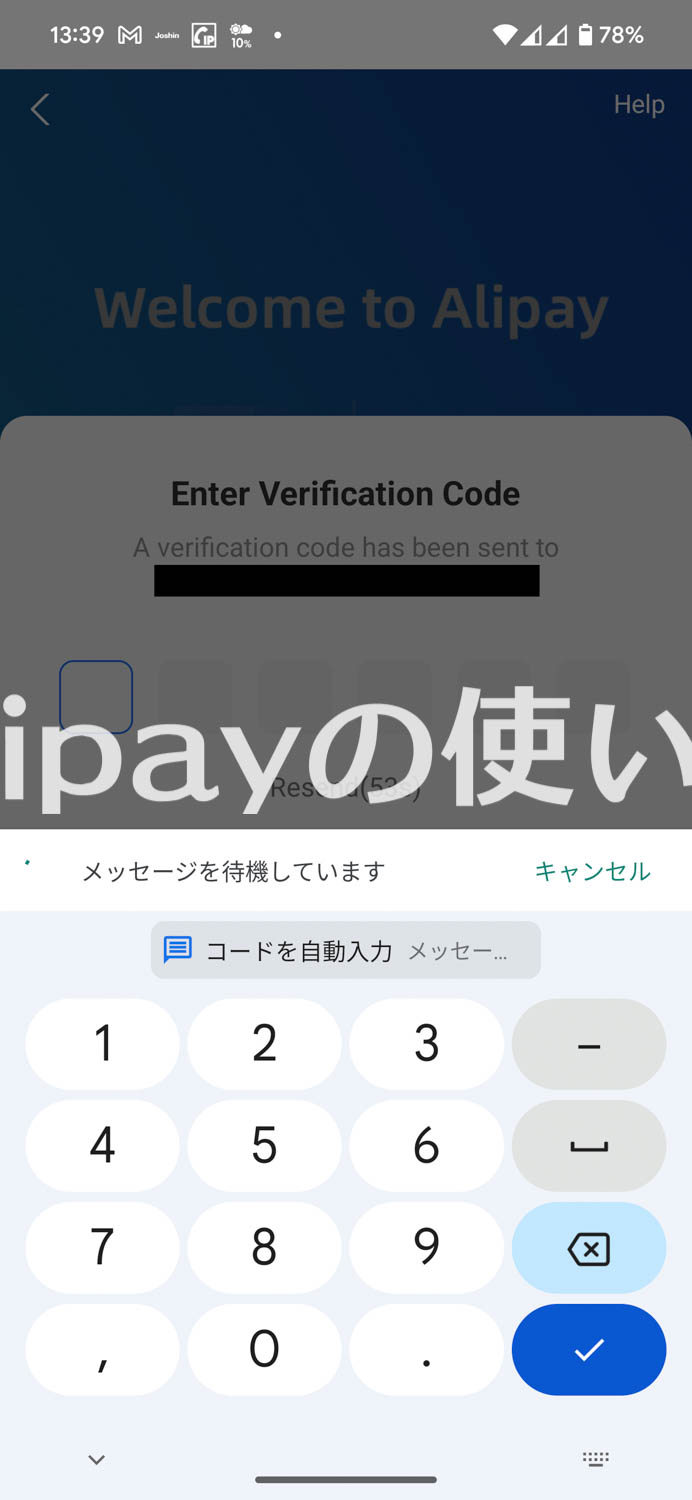 13:39 Joshin IP 10% 78%
Help
Welcome to Alipay
Enter Verification Code
A verification code has been sent to
ipayの使い
Resend(53s)
メッセージを待機しています キャンセル
コードを自動入力 メッセー...
1 2 3 –
4 5 6
7 8 9
, 0 .